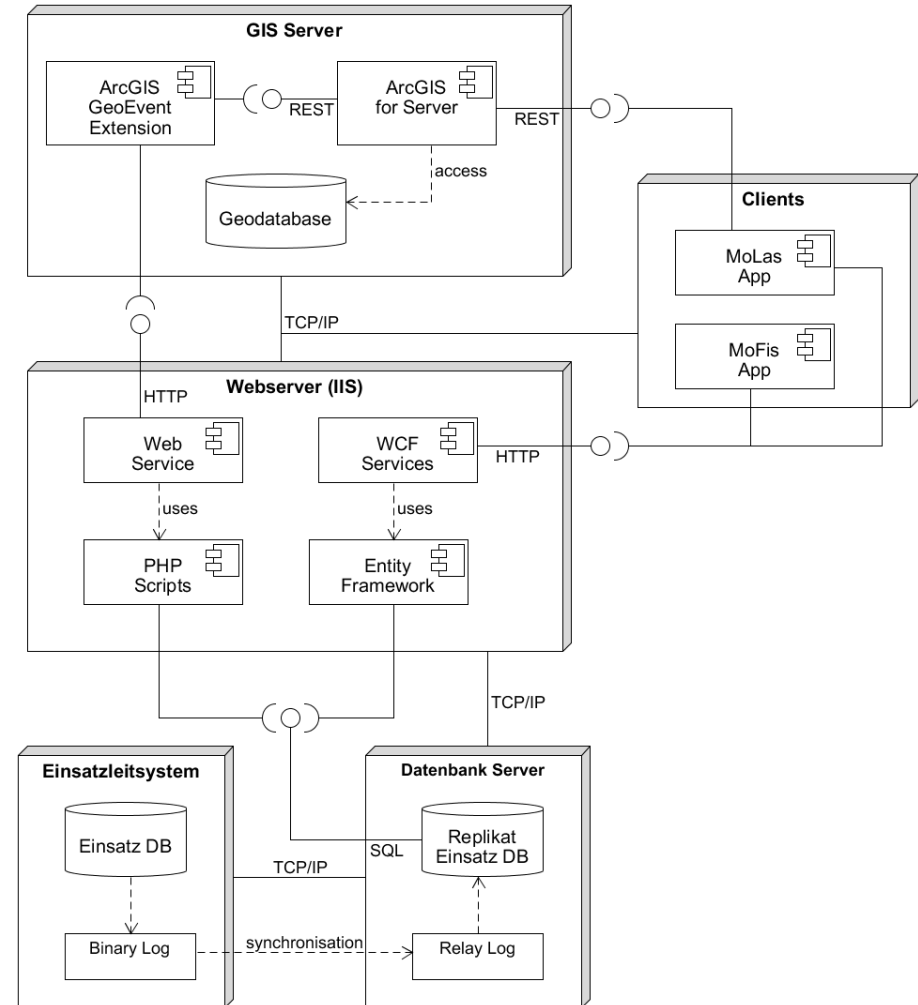 GIS Server
ArcGIS
GeoEvent
Extension
REST
ArcGIS
for Server
REST
access
Geodatabase
Clients
MoLas
App
MoFis
App
TCP/IP
Webserver (IIS)
HTTP
Web
Service
WCF
Services
HTTP
uses
uses
PHP
Scripts
Entity
Framework
TCP/IP
Einsatzleitsystem
Einsatz DB
Binary Log
TCP/IP
synchronisation
Datenbank Server
SQL
Replikat
Einsatz DB
Relay Log